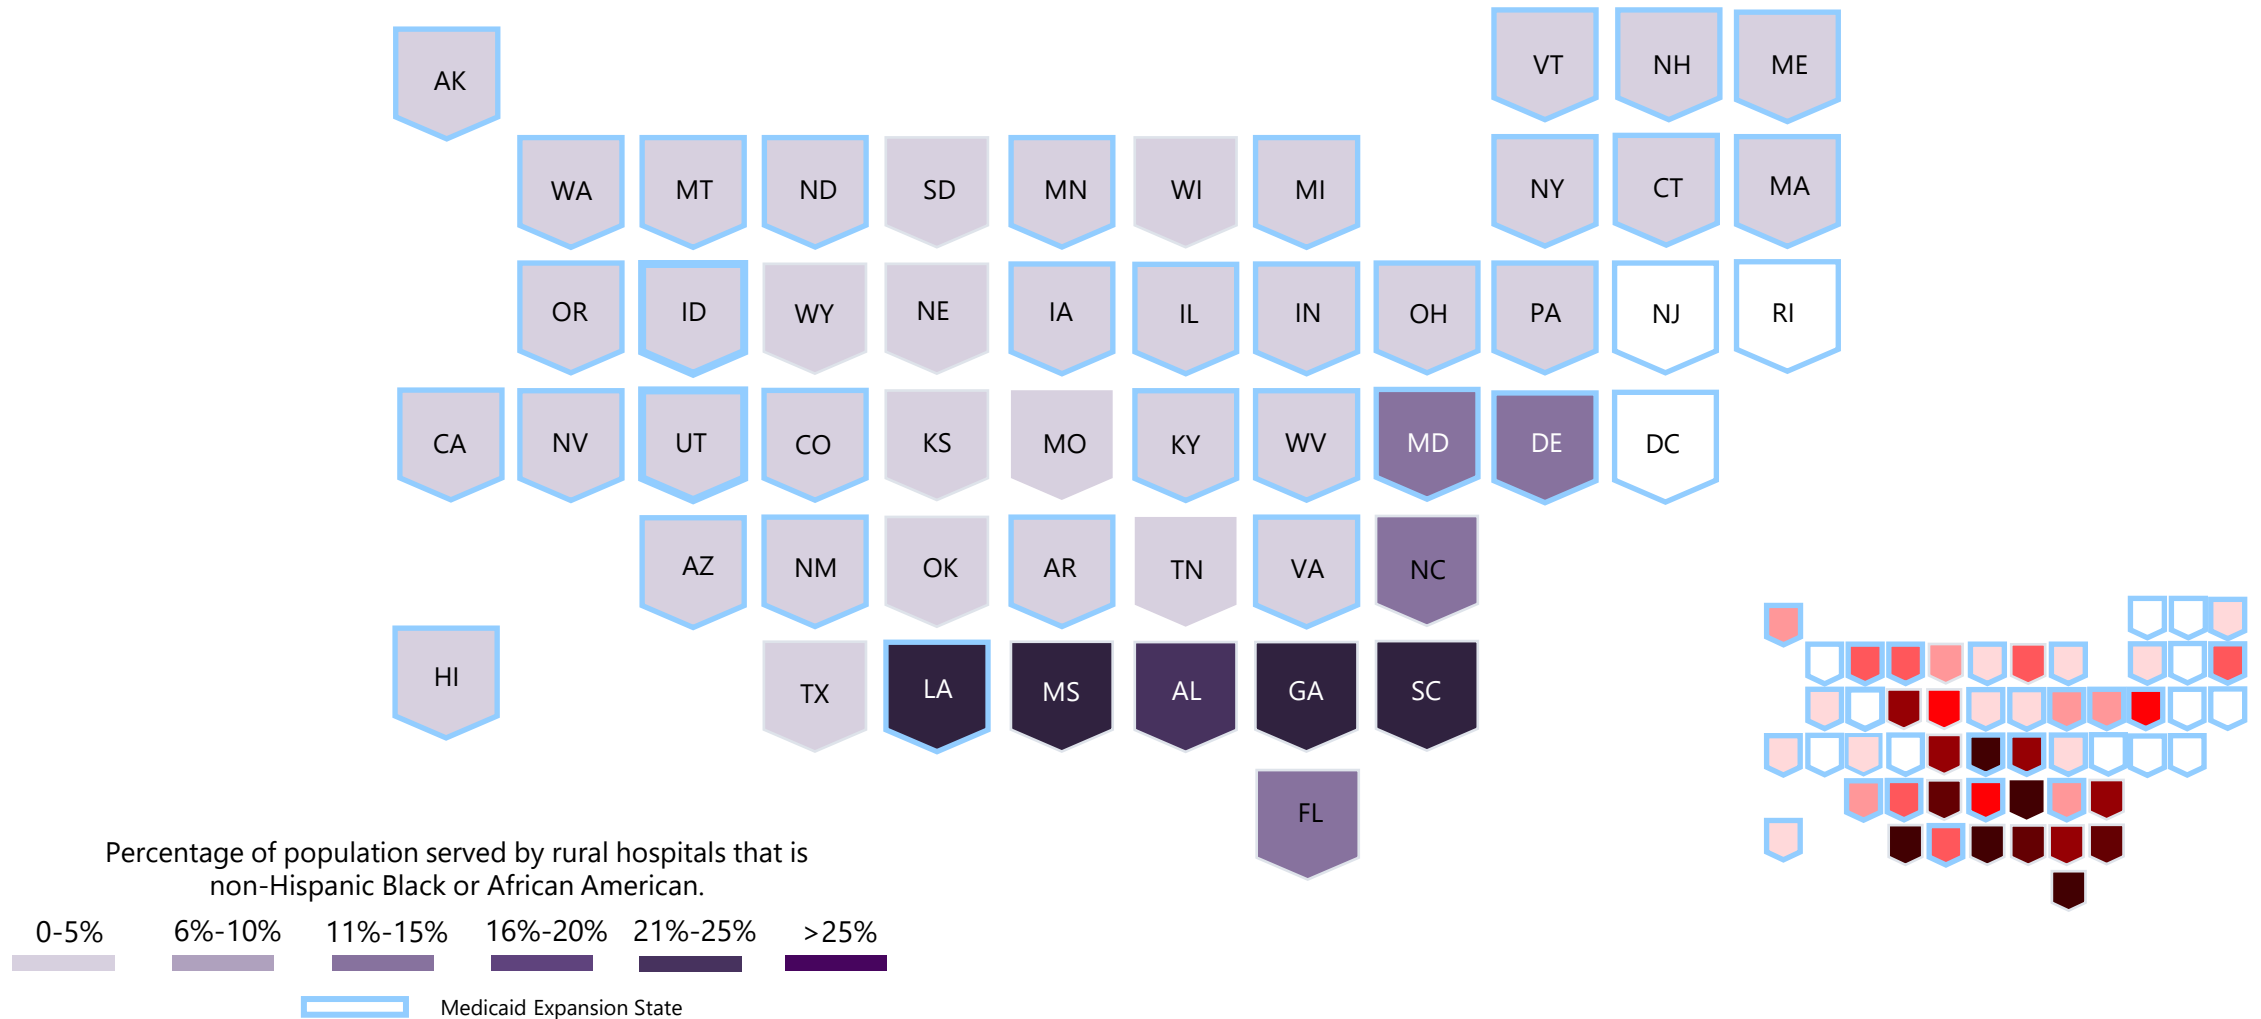 AK
VT NH ME
WA MT ND SD MN WI MI NY CT MA
OR ID WY NE IA IL IN OH PA NJ RI
CA NV UT CO KS MO KY WV MD DE DC
AZ NM OK AR TN VA NC
HI TX LA MS AL GA SC
FL
Percentage of population served by rural hospitals that is
non-Hispanic Black or African American.
0-5% 6%-10% 11%-15% 16%-20% 21%-25% >25%
Medicaid Expansion State